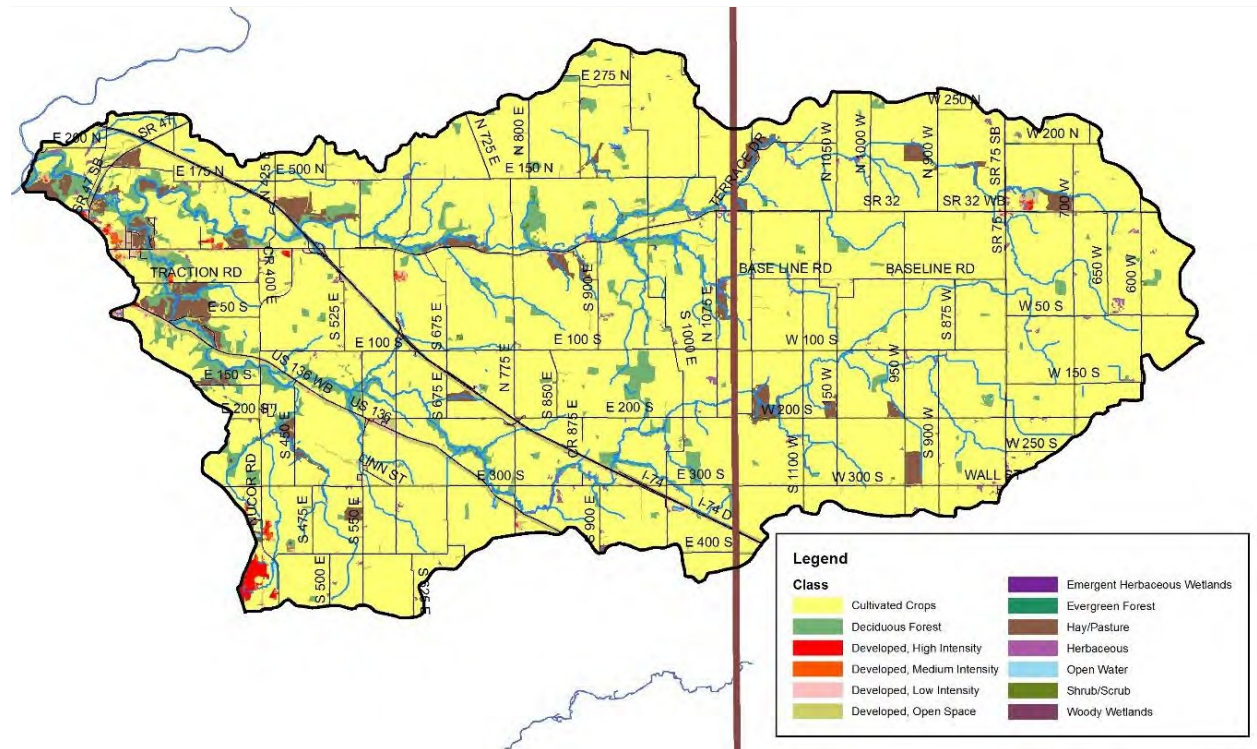 E 275 N
W 250 N
SR 47
N 725 E
N 800 E
E 200 N
W 200 N
SR 47 SB
E 175 N
E 500 N
E 150 N
TERRACE DR
N 1050 W
N 1000 W
N 900 W
SR 75 SB
SR 32
SR 32 WB
700 W
SR 75
TRACTION RD
CR 400 E
BASE LINE RD
BASELINE RD
650 W
600 W
E 50 S
S 525 E
S 675 E
S 900 E
S 1000 E
N 1075 E
S 875 W
W 50 S
E 100 S
E 100 S
W 100 S
US 136 WB
N 775 E
950 W
E 150 S
W 150 S
S 675 E
S 850 E
150 W
E 200 S
US 136
E 200 S
W 200 S
S 450 E
CR 875 E
S 900 W
W 250 S
LINN ST
NUCOR RD
E 300 S
I-74
E 300 S
S 1100 W
W 300 S
WALL ST
S 475 E
S 550 E
S 900 E
I-74 D
E 400 S
S 500 E
S 625 E
Legend
Class
Cultivated Crops
Deciduous Forest
Developed, High Intensity
Developed, Medium Intensity
Developed, Low Intensity
Developed, Open Space
Emergent Herbaceous Wetlands
Evergreen Forest
Hay/Pasture
Herbaceous
Open Water
Shrub/Scrub
Woody Wetlands